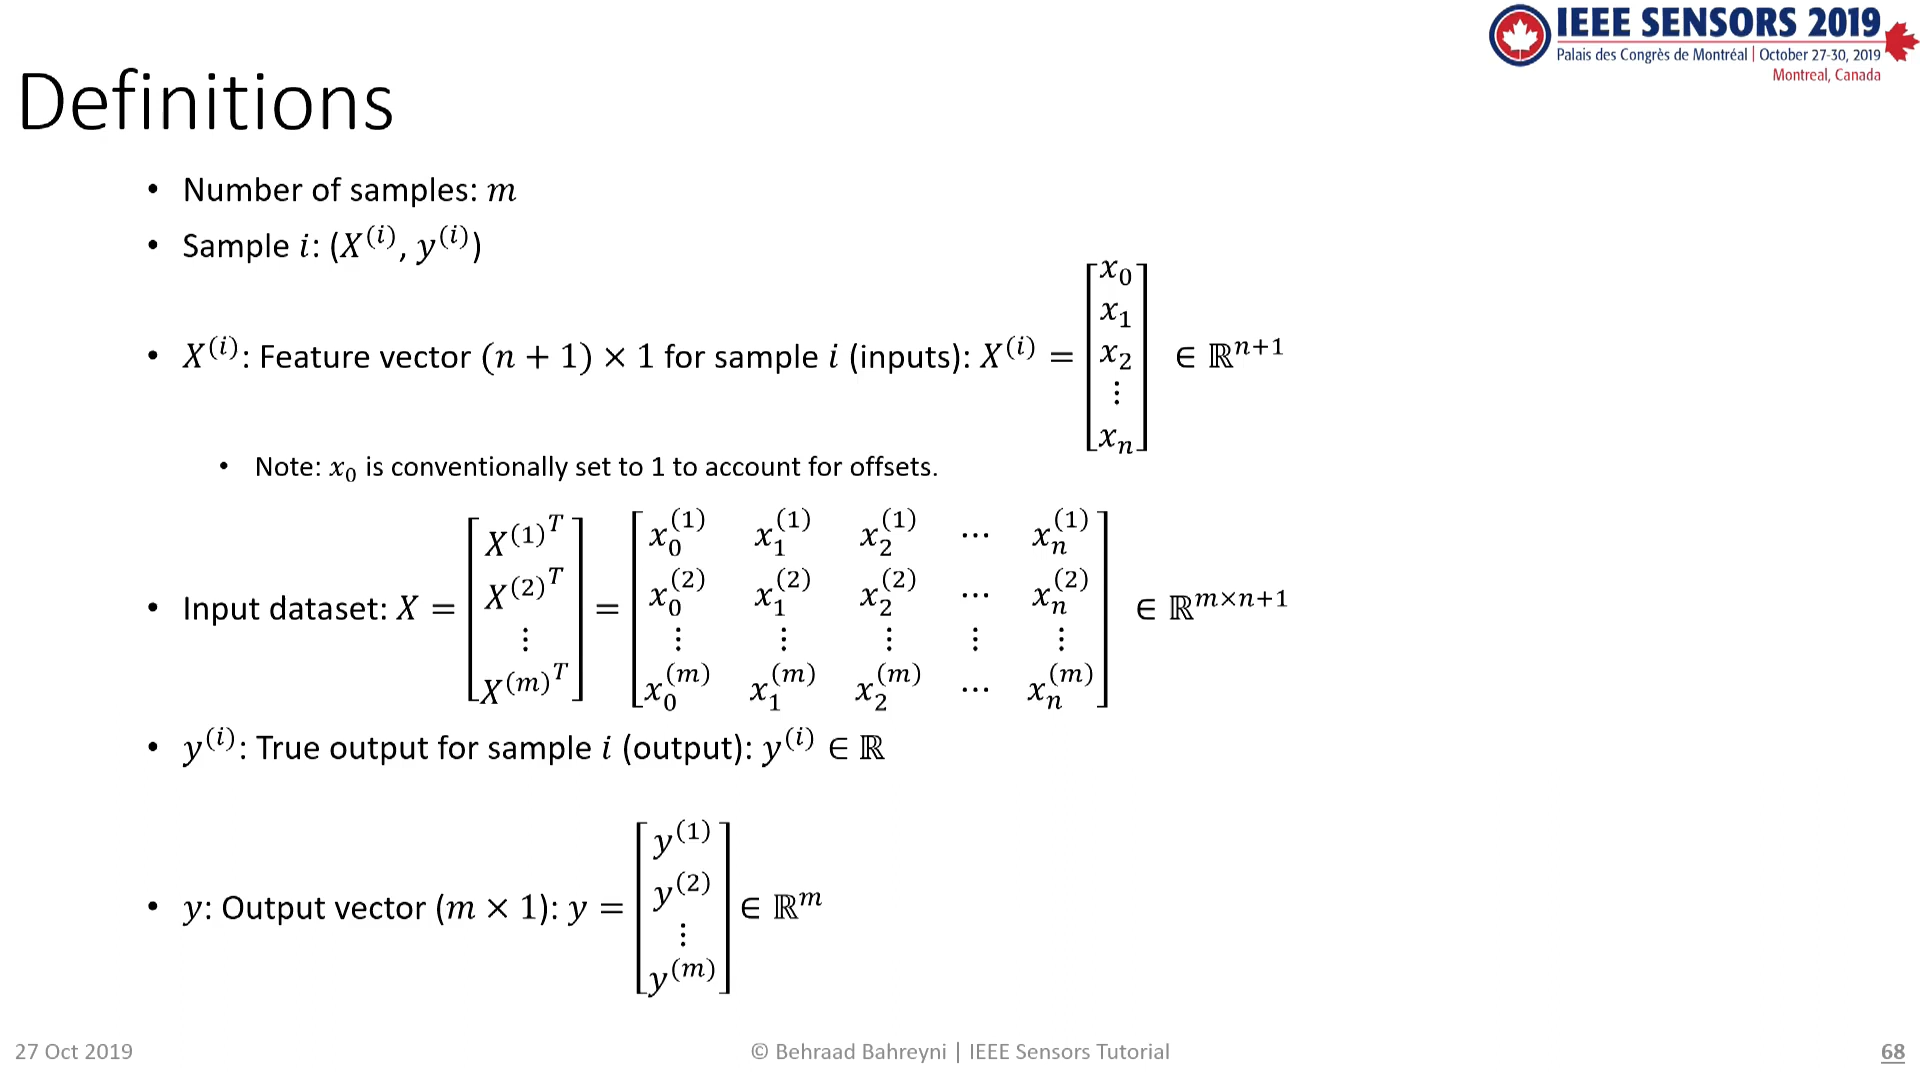 IEEE SENSORS 2019
Palais des Congrès de Montréal | October 27-30, 2019
Montreal, Canada
Definitions
• Number of samples: m
• Sample i: (X^(i), y^(i))
• X^(i): Feature vector (n + 1) × 1 for sample i (inputs): X^(i) = [x_0 x_1 x_2 ⋮ x_n] ∈ ℝ^(n+1)
• Note: x_0 is conventionally set to 1 to account for offsets.
• Input dataset: X = [X^(1)^T X^(2)^T ⋮ X^(m)^T] = [x_0^(1) x_1^(1) x_2^(1) ⋯ x_n^(1)
x_0^(2) x_1^(2) x_2^(2) ⋯ x_n^(2)
⋮ ⋮ ⋮ ⋮ ⋮
x_0^(m) x_1^(m) x_2^(m) ⋯ x_n^(m)] ∈ ℝ^(m×n+1)
• y^(i): True output for sample i (output): y^(i) ∈ ℝ
• y: Output vector (m × 1): y = [y^(1) y^(2) ⋮ y^(m)] ∈ ℝ^m
27 Oct 2019
© Behraad Bahreyni | IEEE Sensors Tutorial
68